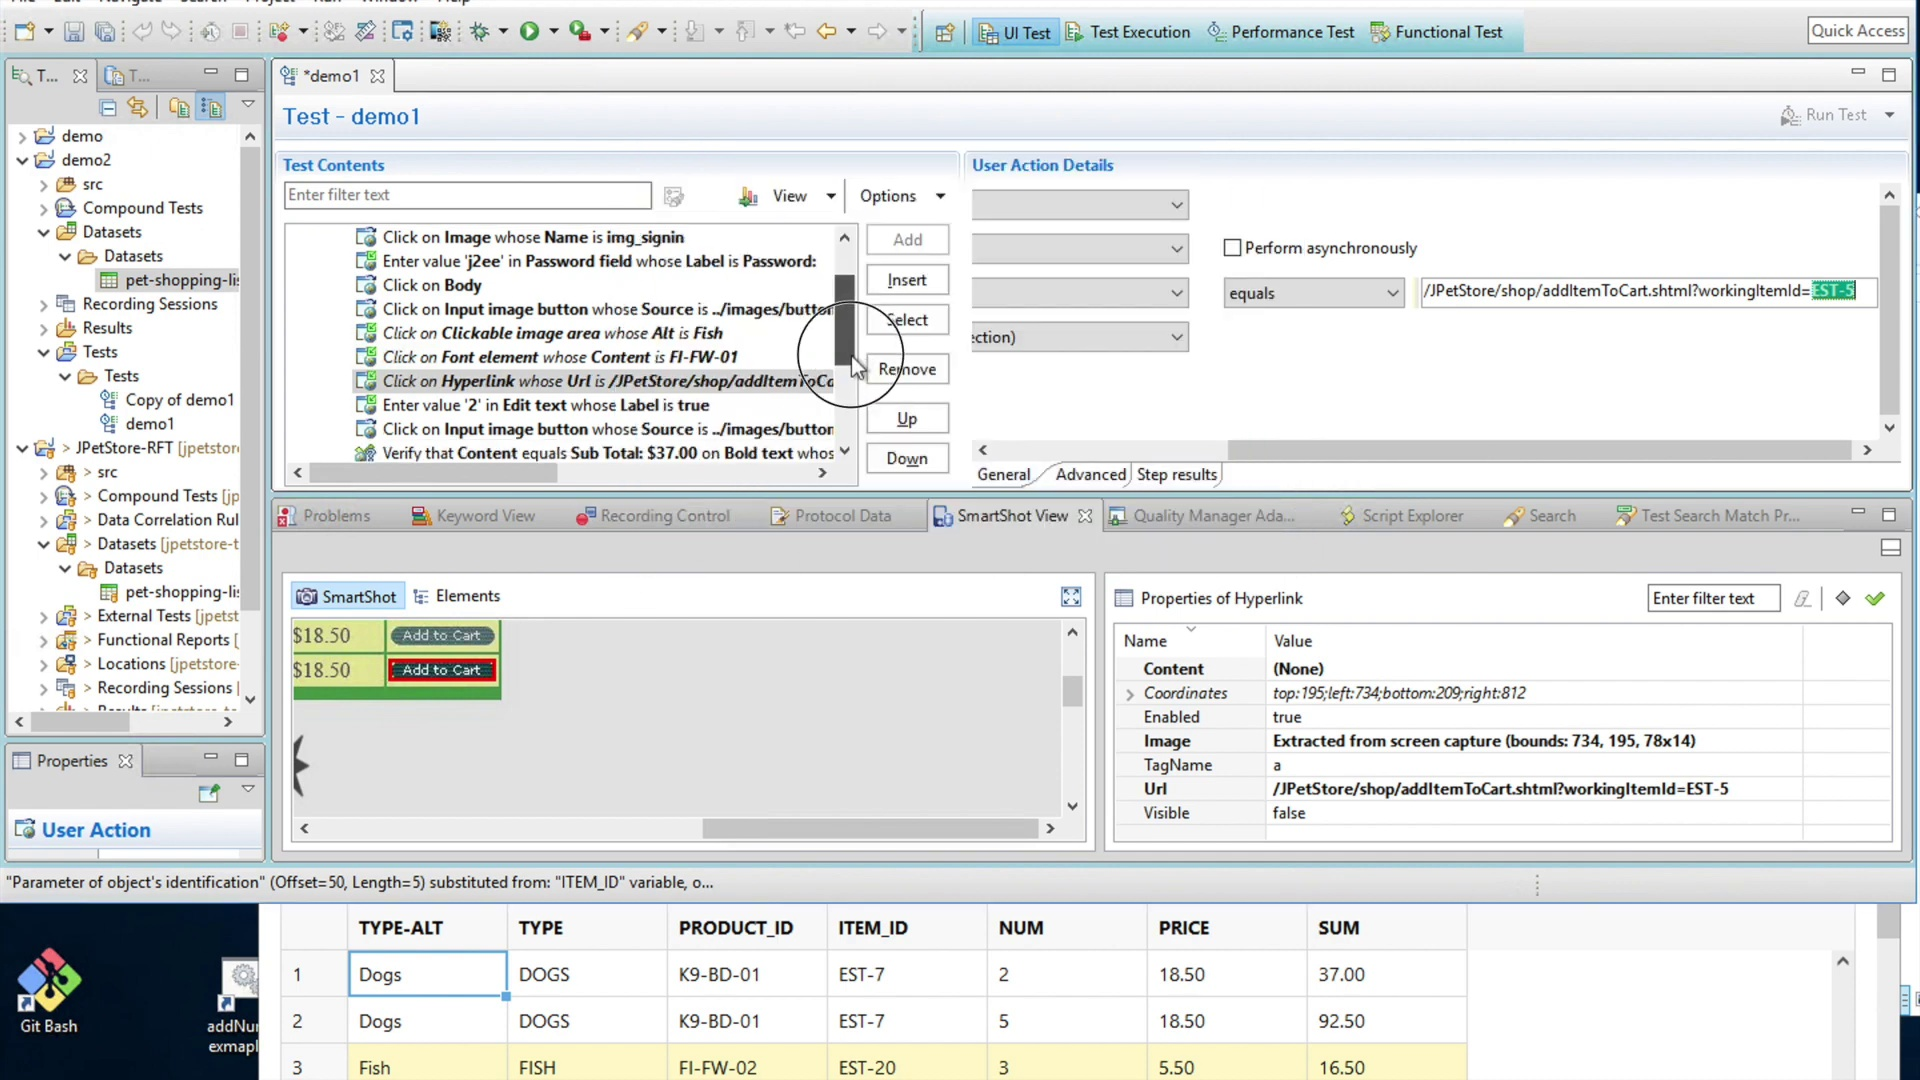 UI Test
Test Execution
Performance Test
Functional Test
Quick Access
T...
T...
*demo1
Test - demo1
Run Test
demo
demo2
src
Compound Tests
Datasets
Datasets
pet-shopping-lis
Recording Sessions
Results
Tests
Tests
Copy of demo1
demo1
> JPetStore-RFT [jpetstore
> src
> Compound Tests [jp
> Data Correlation Rul
> Datasets [jpetstore-t
> Datasets
pet-shopping-lis
> External Tests [jpetst
> Functional Reports (
> Locations [jpetstore-
> Recording Sessions
Test Contents
Enter filter text
View
Options
Click on Image whose Name is img_signin
Enter value 'j2ee' in Password field whose Label is Password:
Click on Body
Click on Input image button whose Source is ../images/button
Click on Clickable image area whose Alt is Fish
Click on Font element whose Content is FI-FW-01
Click on Hyperlink whose Url is /JPetStore/shop/addItemToCa
Enter value '2' in Edit text whose Label is true
Click on Input image button whose Source is ../images/button
Verify that Content equals Sub Total: $37.00 on Bold text whos
Add
Insert
Select
Remove
Up
Down
User Action Details
Perform asynchronously
equals
/JPetStore/shop/addItemToCart.shtml?workingItemId=EST-5
ection)
General
Advanced
Step results
Problems
Keyword View
Recording Control
Protocol Data
SmartShot View
Quality Manager Ada...
Script Explorer
Search
Test Search Match Pr...
SmartShot
Elements
$18.50
Add to Cart
$18.50
Add to Cart
Properties of Hyperlink
Enter filter text
Name
Value
Content
(None)
Coordinates
top:195;left:734;bottom:209;right:812
Enabled
true
Image
Extracted from screen capture (bounds: 734, 195, 78x14)
TagName
a
Url
/JPetStore/shop/addItemToCart.shtml?workingItemId=EST-5
Visible
false
Properties
User Action
"Parameter of object's identification" (Offset=50, Length=5) substituted from: "ITEM_ID" variable, o...
Git Bash
addNu
exmapl
TYPE-ALT TYPE PRODUCT_ID ITEM_ID NUM PRICE SUM
1 Dogs DOGS K9-BD-01 EST-7 2 18.50 37.00
2 Dogs DOGS K9-BD-01 EST-7 5 18.50 92.50
3 Fish FISH FI-FW-02 EST-20 3 5.50 16.50